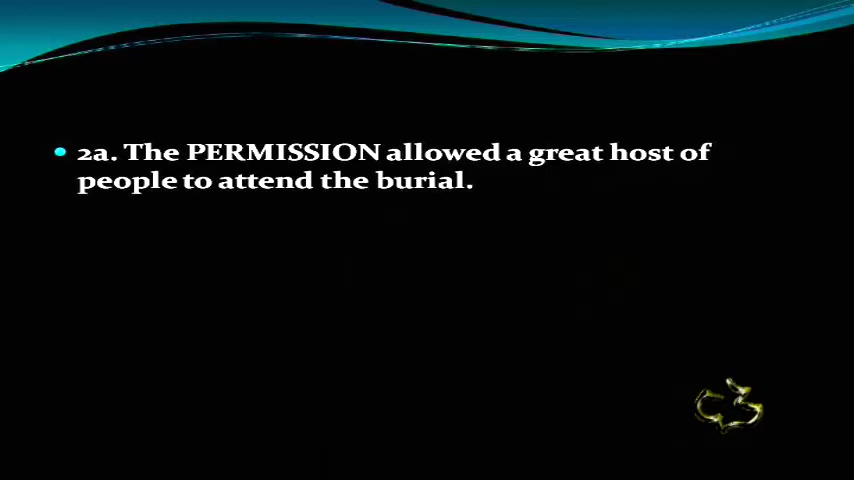 • 2a. The PERMISSION allowed a great host of
people to attend the burial.